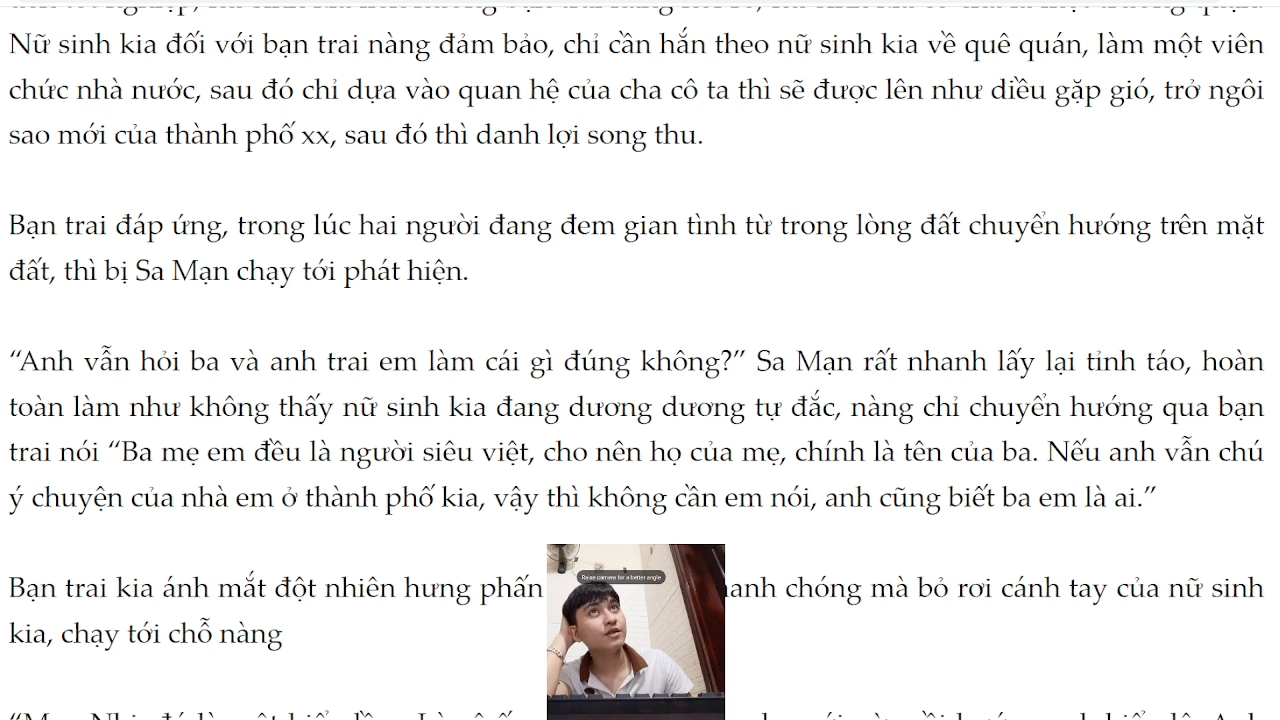 Nữ sinh kia đối với bạn trai nàng đảm bảo, chỉ cần hắn theo nữ sinh kia về quê quán, làm một viên
chức nhà nước, sau đó chỉ dựa vào quan hệ của cha cô ta thì sẽ được lên như diều gặp gió, trở ngôi
sao mới của thành phố xx, sau đó thì danh lợi song thu.
Bạn trai đáp ứng, trong lúc hai người đang đem gian tình từ trong lòng đất chuyển hướng trên mặt
đất, thì bị Sa Mạn chạy tới phát hiện.
“Anh vẫn hỏi ba và anh trai em làm cái gì đúng không?” Sa Mạn rất nhanh lấy lại tỉnh táo, hoàn
toàn làm như không thấy nữ sinh kia đang dương dương tự đắc, nàng chỉ chuyển hướng qua bạn
trai nói “Ba mẹ em đều là người siêu việt, cho nên họ của mẹ, chính là tên của ba. Nếu anh vẫn chú
ý chuyện của nhà em ở thành phố kia, vậy thì không cần em nói, anh cũng biết ba em là ai.”
Raise camera for a better angle
Bạn trai kia ánh mắt đột nhiên hưng phấn chóng mà bỏ rơi cánh tay của nữ sinh
kia, chạy tới chỗ nàng